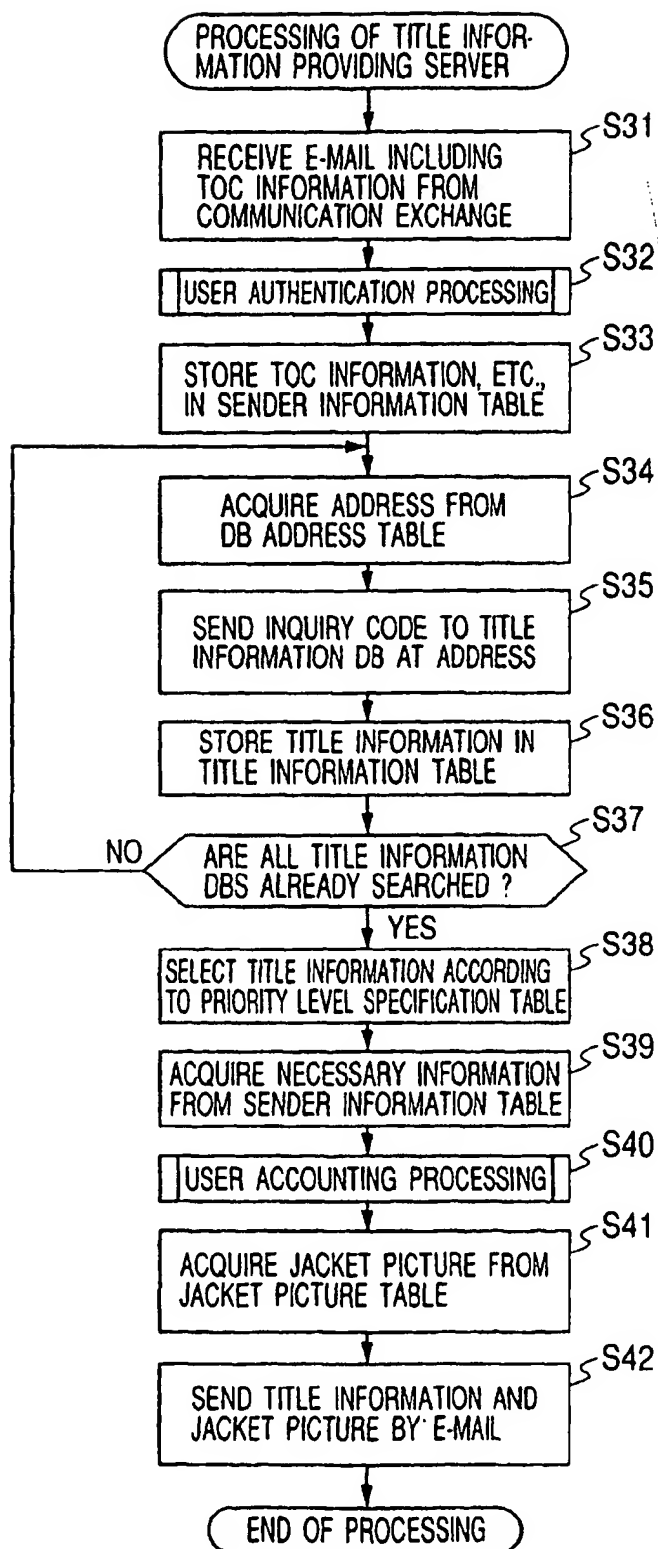 PROCESSING OF TITLE INFOR-
MATION PROVIDING SERVER
S31
RECEIVE E-MAIL INCLUDING
TOC INFORMATION FROM
COMMUNICATION EXCHANGE
S32
USER AUTHENTICATION PROCESSING
S33
STORE TOC INFORMATION, ETC.,
IN SENDER INFORMATION TABLE
S34
ACQUIRE ADDRESS FROM
DB ADDRESS TABLE
S35
SEND INQUIRY CODE TO TITLE
INFORMATION DB AT ADDRESS
S36
STORE TITLE INFORMATION IN
TITLE INFORMATION TABLE
S37
NO
ARE ALL TITLE INFORMATION
DBS ALREADY SEARCHED ?
YES
S38
SELECT TITLE INFORMATION ACCORDING
TO PRIORITY LEVEL SPECIFICATION TABLE
S39
ACQUIRE NECESSARY INFORMATION
FROM SENDER INFORMATION TABLE
S40
USER ACCOUNTING PROCESSING
S41
ACQUIRE JACKET PICTURE FROM
JACKET PICTURE TABLE
S42
SEND TITLE INFORMATION AND
JACKET PICTURE BY E-MAIL
END OF PROCESSING